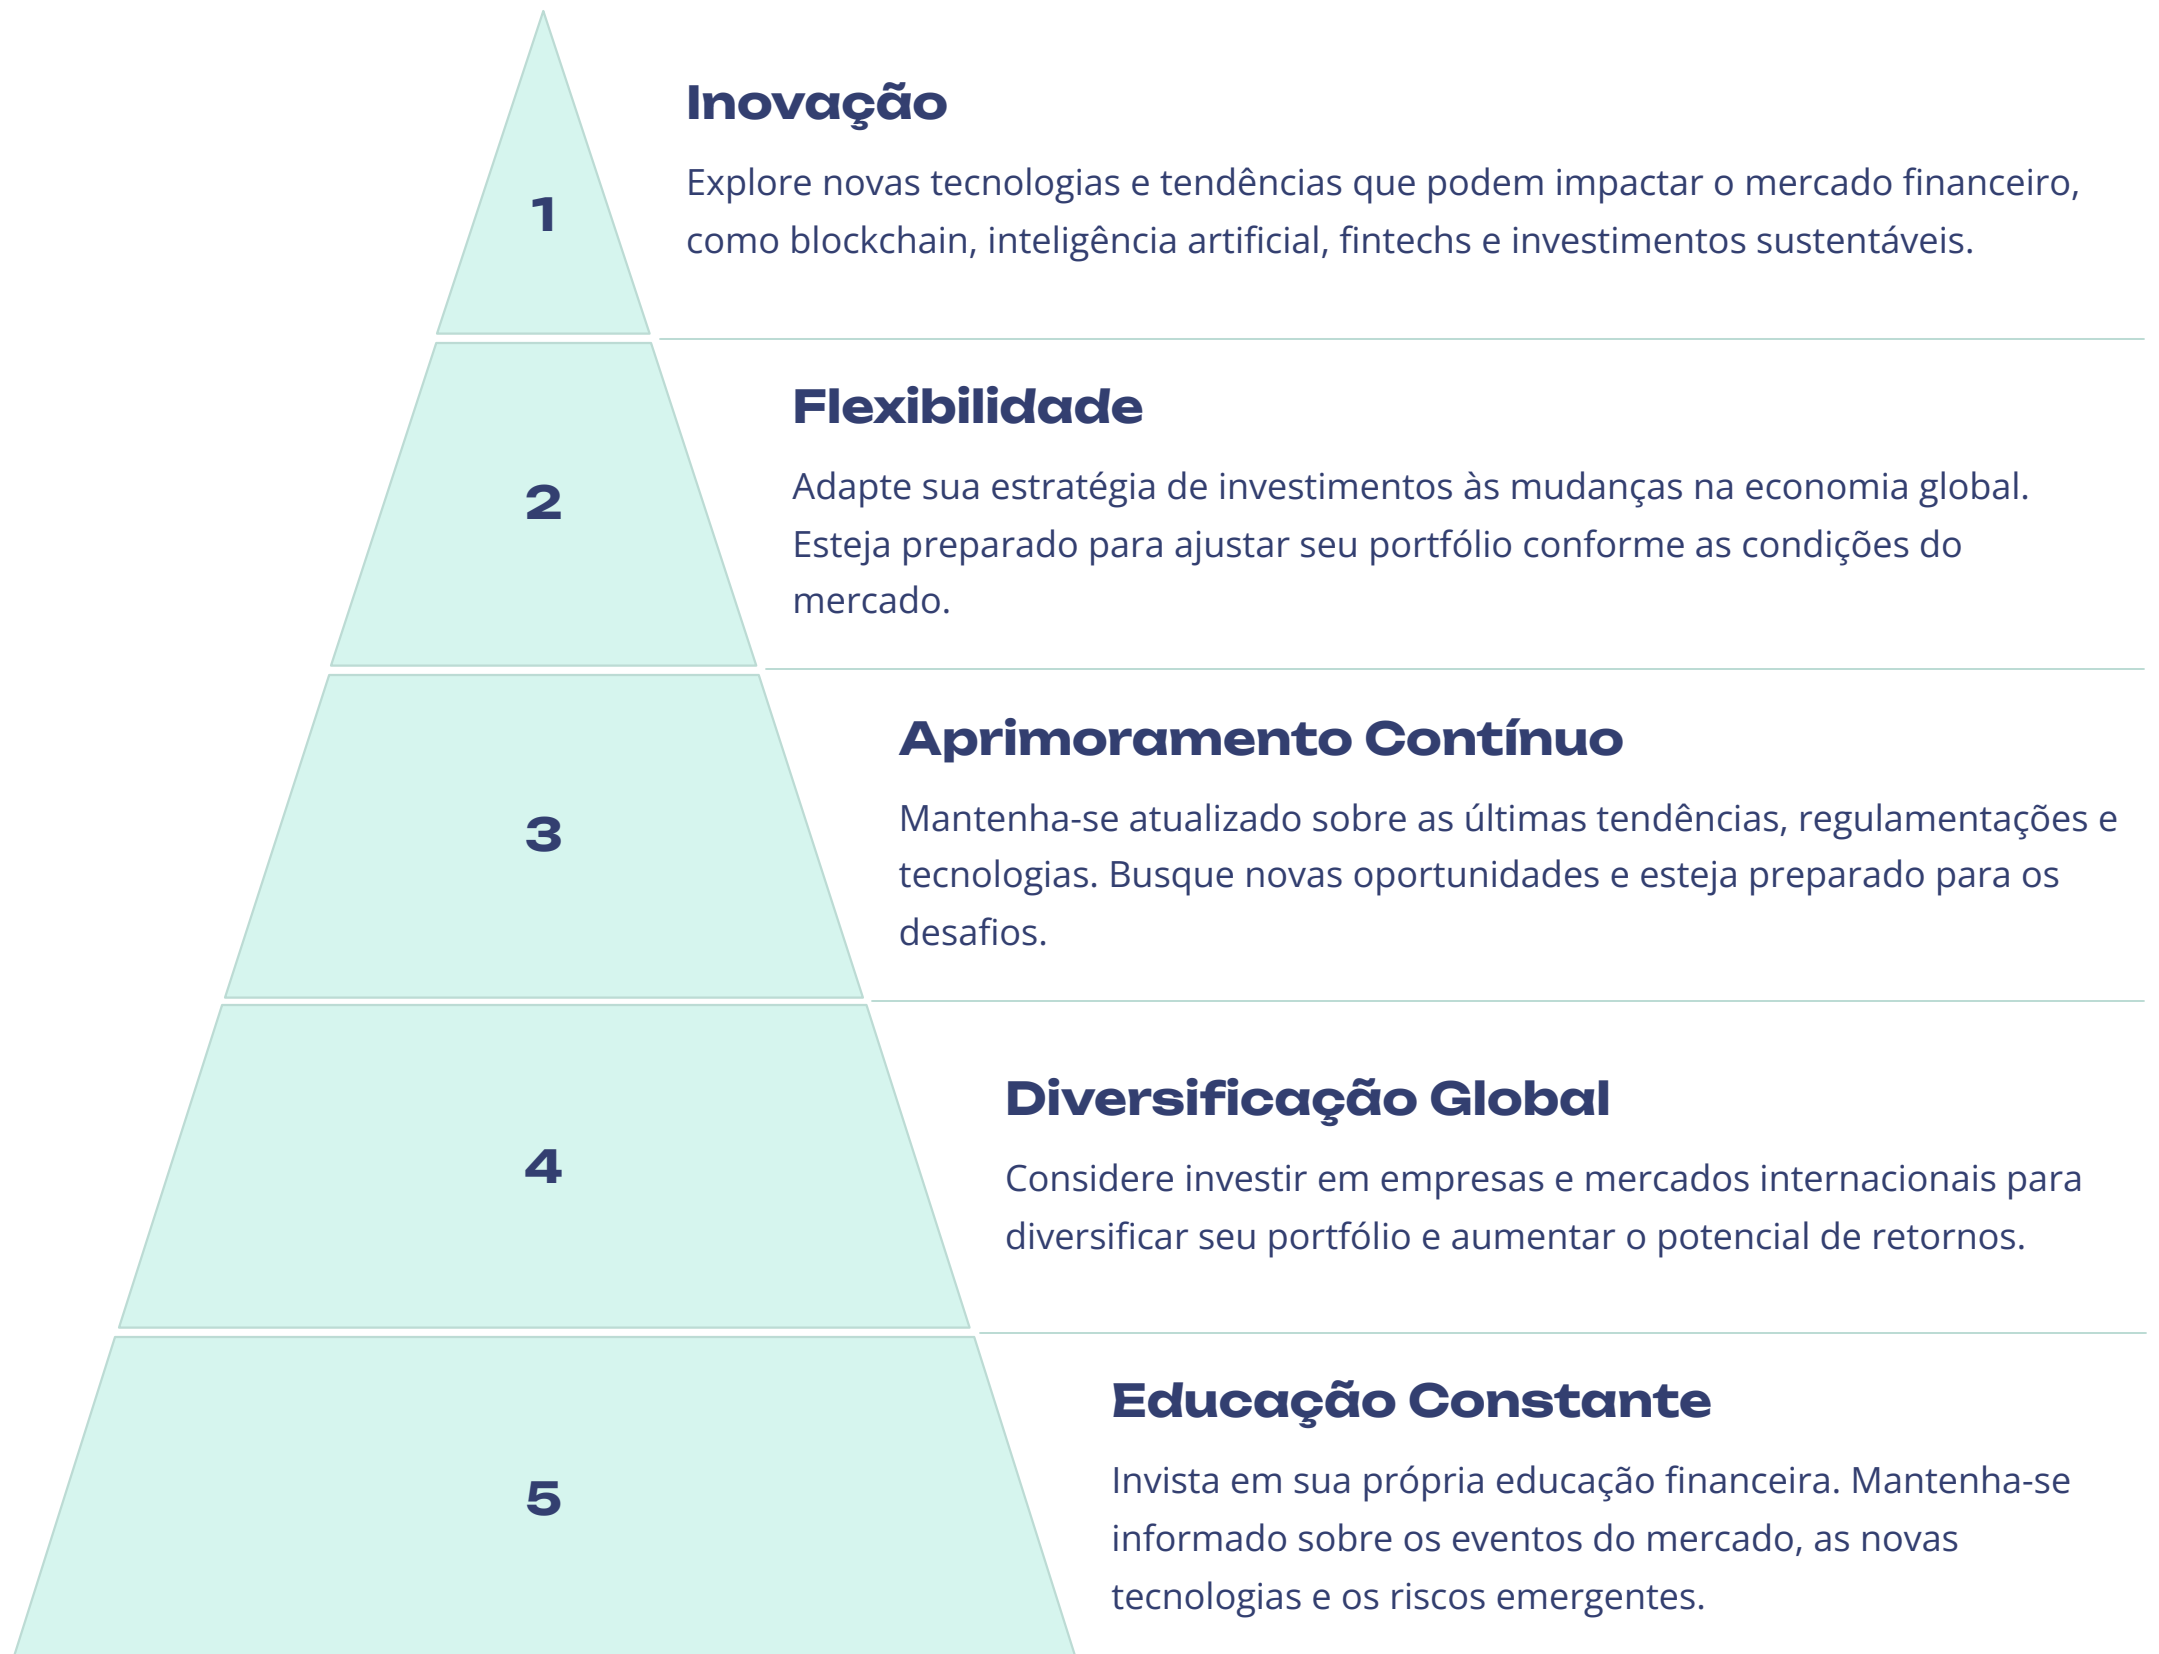 Inovação
1
Explore novas tecnologias e tendências que podem impactar o mercado financeiro,
como blockchain, inteligência artificial, fintechs e investimentos sustentáveis.
Flexibilidade
2
Adapte sua estratégia de investimentos às mudanças na economia global.
Esteja preparado para ajustar seu portfólio conforme as condições do
mercado.
Aprimoramento Contínuo
3
Mantenha-se atualizado sobre as últimas tendências, regulamentações e
tecnologias. Busque novas oportunidades e esteja preparado para os
desafios.
Diversificação Global
4
Considere investir em empresas e mercados internacionais para
diversificar seu portfólio e aumentar o potencial de retornos.
Educação Constante
5
Invista em sua própria educação financeira. Mantenha-se
informado sobre os eventos do mercado, as novas
tecnologias e os riscos emergentes.